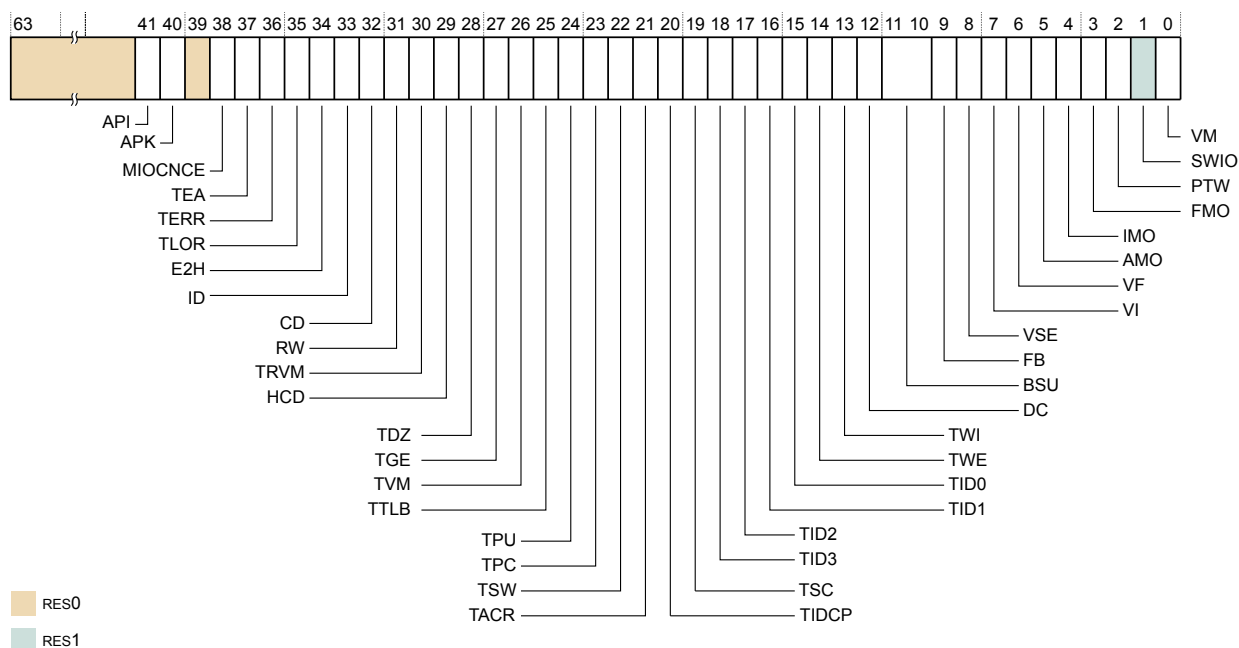 63 41 40 39 38 37 36 35 34 33 32 31 30 29 28 27 26 25 24 23 22 21 20 19 18 17 16 15 14 13 12 11 10 9 8 7 6 5 4 3 2 1 0
API
APK
MIOCNCE
TEA
TERR
TLOR
E2H
ID
CD
RW
TRVM
HCD
TDZ
TGE
TVM
TTLB
TPU
TPC
TSW
TACR
VM
SWIO
PTW
FMO
IMO
AMO
VF
VI
VSE
FB
BSU
DC
TWI
TWE
TID0
TID1
TID2
TID3
TSC
TIDCP
RES0
RES1